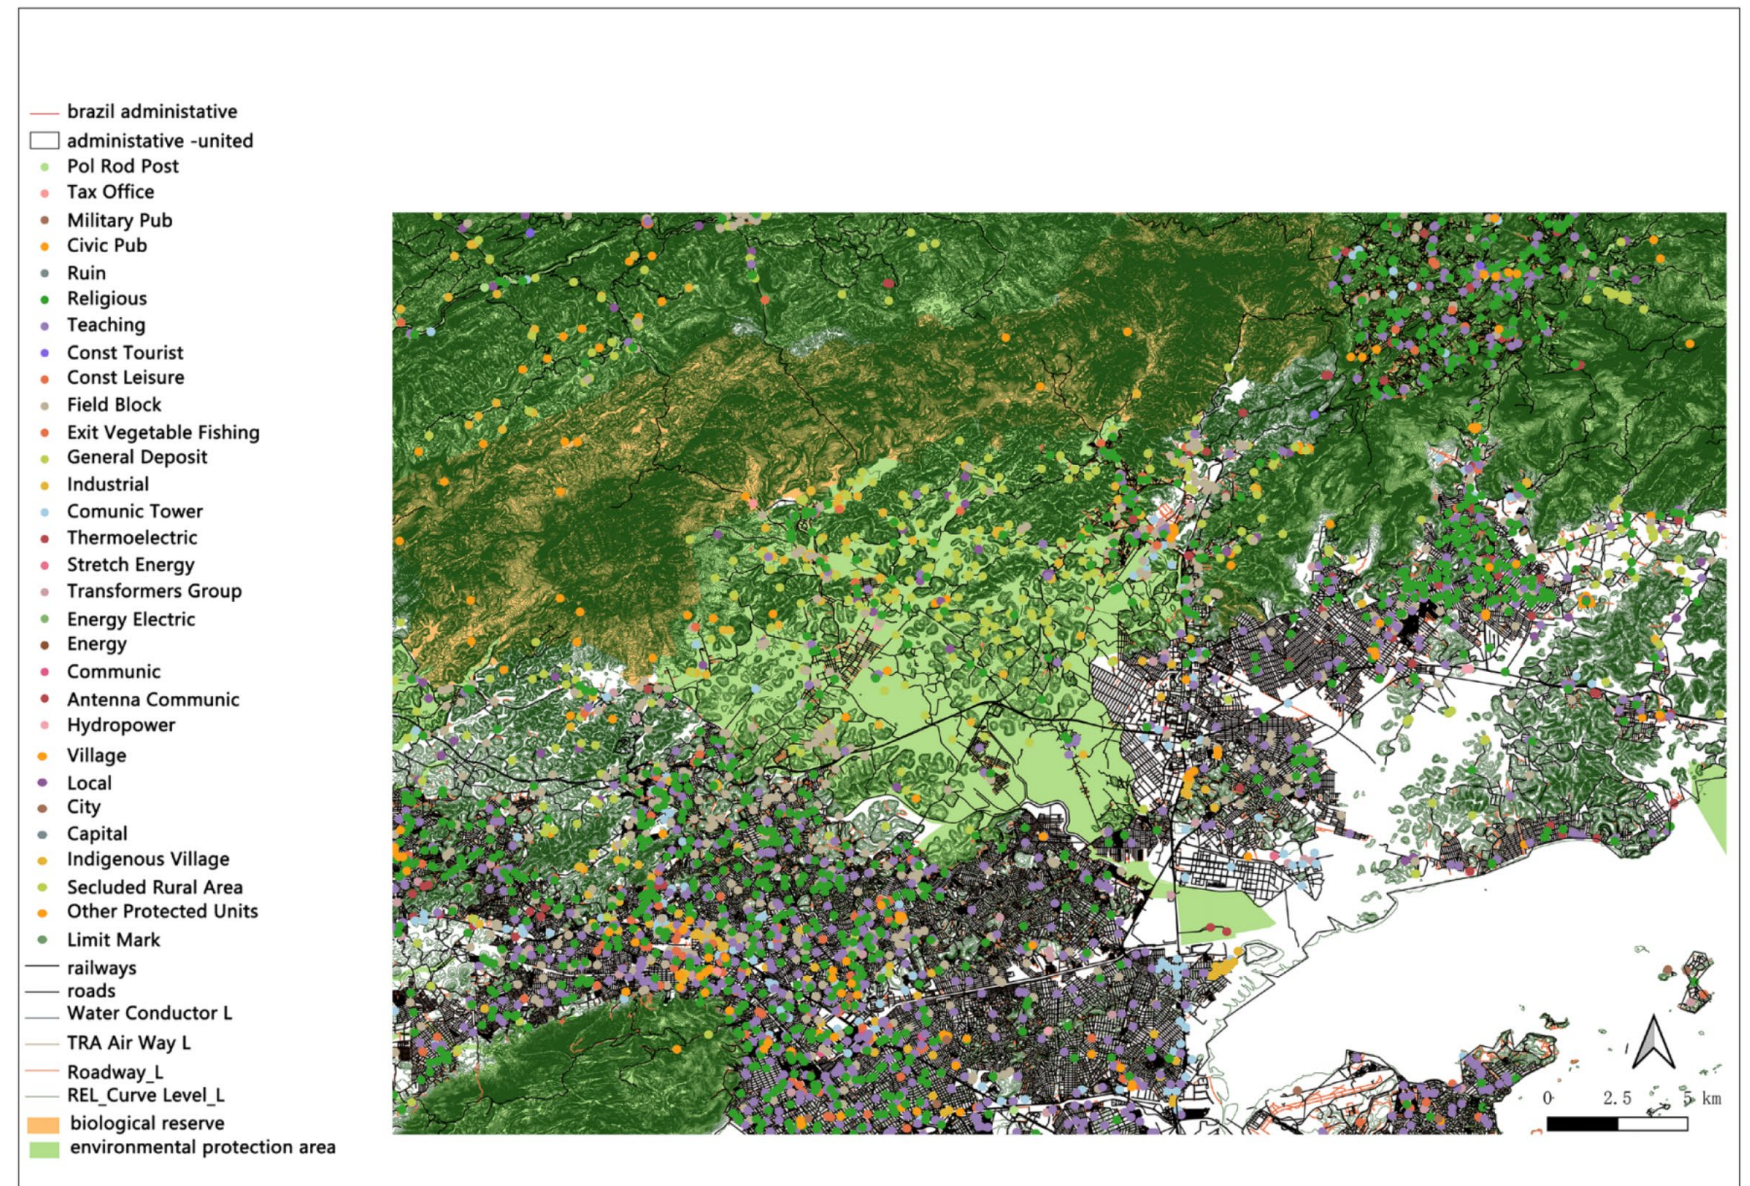 brazil administative
administative -united
Pol Rod Post
Tax Office
Military Pub
Civic Pub
Ruin
Religious
Teaching
Const Tourist
Const Leisure
Field Block
Exit Vegetable Fishing
General Deposit
Industrial
Comunic Tower
Thermoelectric
Stretch Energy
Transformers Group
Energy Electric
Energy
Communic
Antenna Communic
Hydropower
Village
Local
City
Capital
Indigenous Village
Secluded Rural Area
Other Protected Units
Limit Mark
railways
roads
Water Conductor L
TRA Air Way L
Roadway_L
REL_Curve Level_L
biological reserve
environmental protection area
0 2.5 5 km